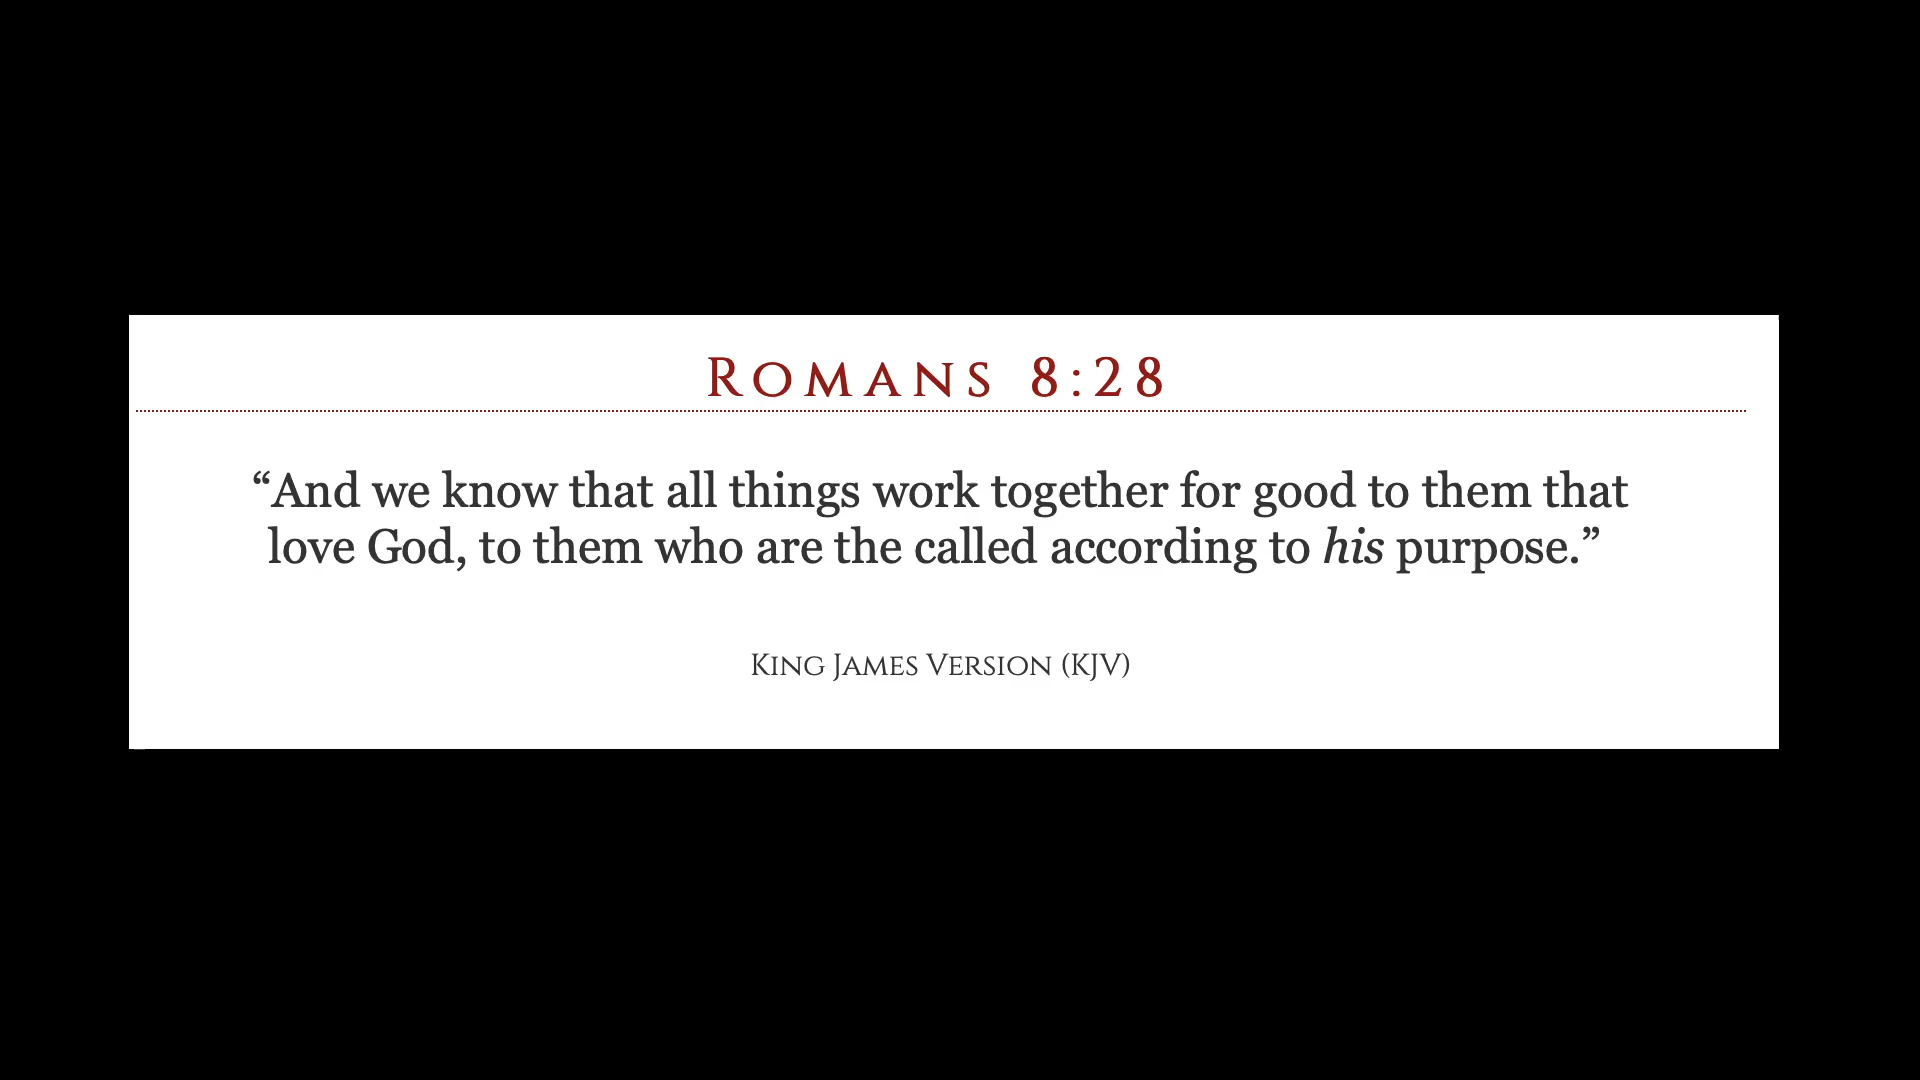 Romans 8:28
“And we know that all things work together for good to them that
love God, to them who are the called according to his purpose.”
King James Version (KJV)